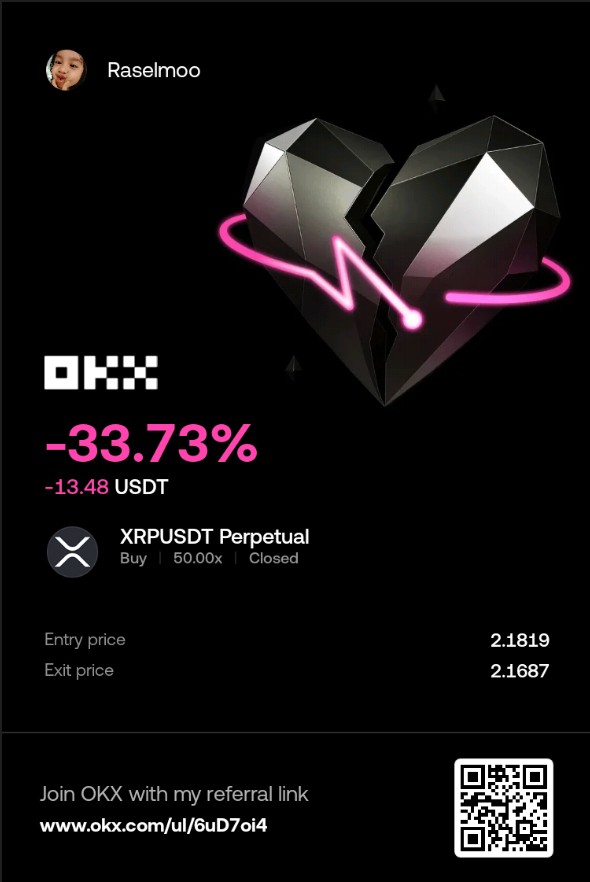 Raselmoo
OKX
-33.73%
-13.48 USDT
XRPUSDT Perpetual
Buy | 50.00x | Closed
Entry price 2.1819
Exit price 2.1687
Join OKX with my referral link
www.okx.com/ul/6uD7oi4